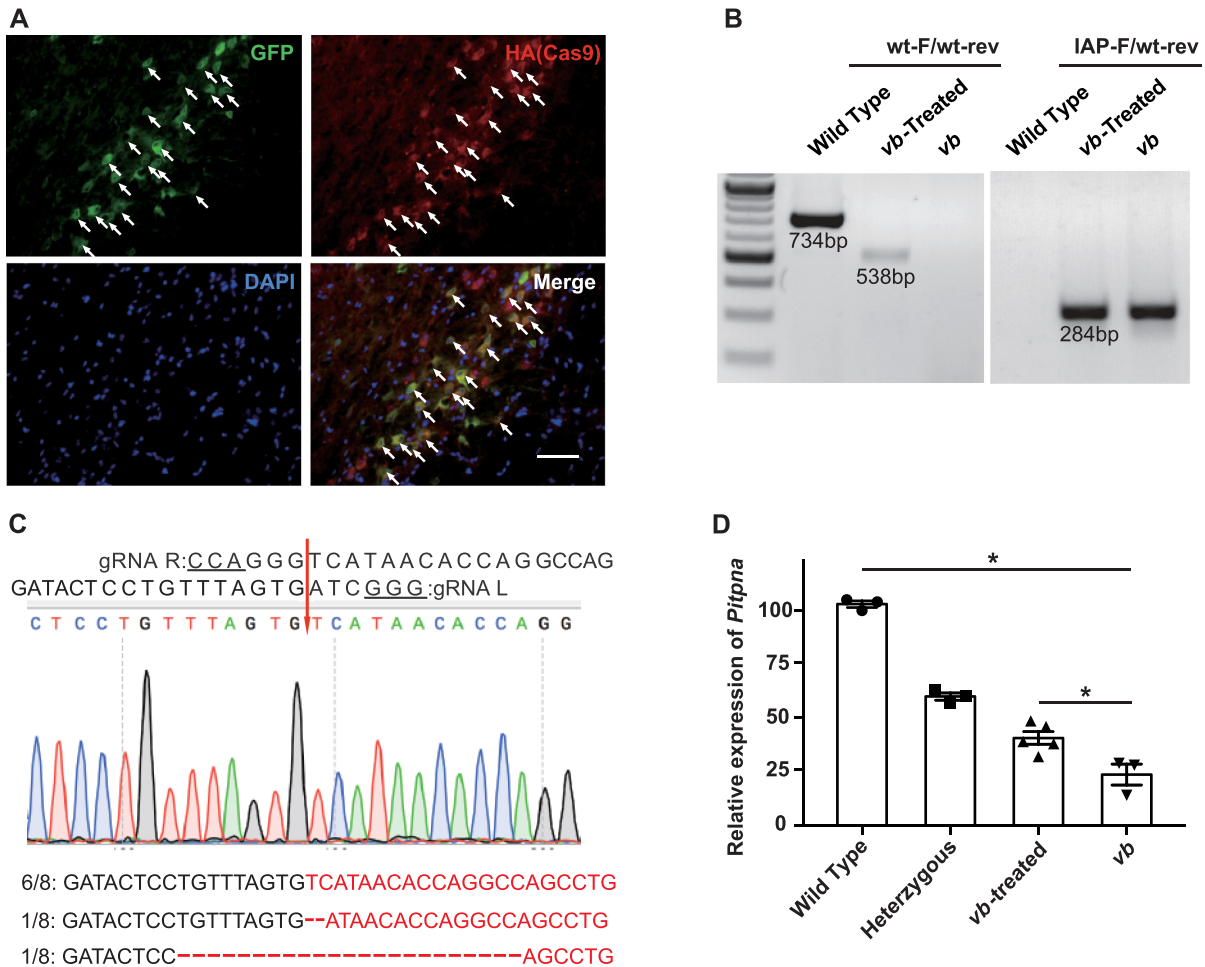 A
GFP
HA(Cas9)
DAPI
Merge
B
wt-F/wt-rev
IAP-F/wt-rev
Wild Type
vb-Treated
vb
Wild Type
vb-Treated
vb
734bp
538bp
284bp
C
gRNA R:CCAGGGTCATAACACCAGGCCAG
GATACTCCTGTTTAGTGATCGGG:gRNA L
CTCCTGTTTAGTGTCATAACACCAGG
6/8: GATACTCCTGTTTAGTGTCATAACACCAGGCCAGCCTG
1/8: GATACTCCTGTTTAGTG--ATAACACCAGGCCAGCCTG
1/8: GATACTCC-------------------AGCCTG
D
Relative expression of Pitpna
100
75
50
25
0
*
*
Wild Type
Heterzygous
vb-treated
vb